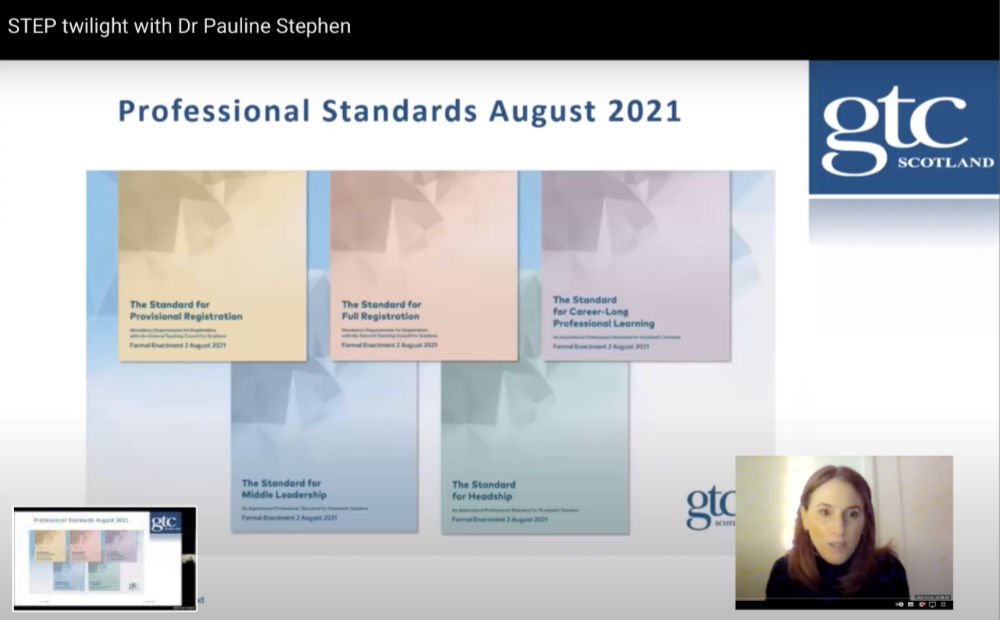 STEP twilight with Dr Pauline Stephen
Professional Standards August 2021
gtc
SCOTLAND
The Standard for
Provisional Registration
Mandatory Requirements for Registration
with the General Teaching Council for Scotland
Formal Enactment 2 August 2021
The Standard for
Full Registration
Mandatory Requirements for Registration
with the General Teaching Council for Scotland
Formal Enactment 2 August 2021
The Standard
for Career-Long
Professional Learning
An Aspirational Professional Standard for Scotland's Teachers
Formal Enactment 2 August 2021
The Standard for
Middle Leadership
An Aspirational Professional Standard for Scotland's Teachers
Formal Enactment 2 August 2021
The Standard
for Headship
An Aspirational Professional Standard for Scotland's Teachers
Formal Enactment 2 August 2021
gtc
Professional Standards August 2021
gtc